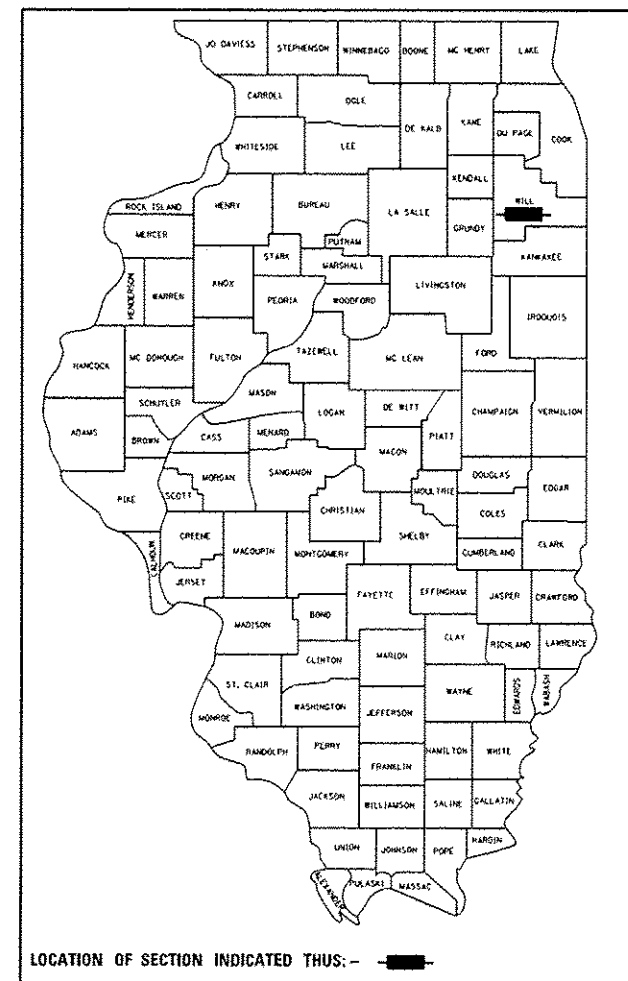 JO DAVIESS STEPHENSON WINNEBAGO BOONE MC HENRY LAKE
CARROLL OGLE DE KALB KANE DU PAGE COOK
WHITESIDE LEE KENDALL WILL
ROCK ISLAND HENRY BUREAU LA SALLE GRUNDY
MERCER PUTNAM KANKAKEE
STARK MARSHALL
HENDERSON WARREN KNOX PEORIA WOODFORD LIVINGSTON IROQUOIS
HANCOCK MC DONOUGH FULTON TAZEWELL MC LEAN FORD
SCHUYLER MASON LOGAN DE WITT CHAMPAIGN VERMILION
ADAMS BROWN CASS MENARD MACON PIATT
PIKE SCOTT MORGAN SANGAMON CHRISTIAN MOULTRIE DOUGLAS EDGAR
COLES
CALHOUN GREENE MACOUPIN MONTGOMERY SHELBY CUMBERLAND CLARK
JERSEY
MADISON BOND FAYETTE EFFINGHAM JASPER CRAWFORD
CLINTON MARION CLAY RICHLAND LAWRENCE
ST. CLAIR WASHINGTON JEFFERSON WAYNE EDWARDS WABASH
MONROE
RANDOLPH PERRY FRANKLIN HAMILTON WHITE
JACKSON WILLIAMSON SALINE GALLATIN
UNION JOHNSON POPE HARDIN
ALEXANDER PULASKI MASSAC
LOCATION OF SECTION INDICATED THUS:-